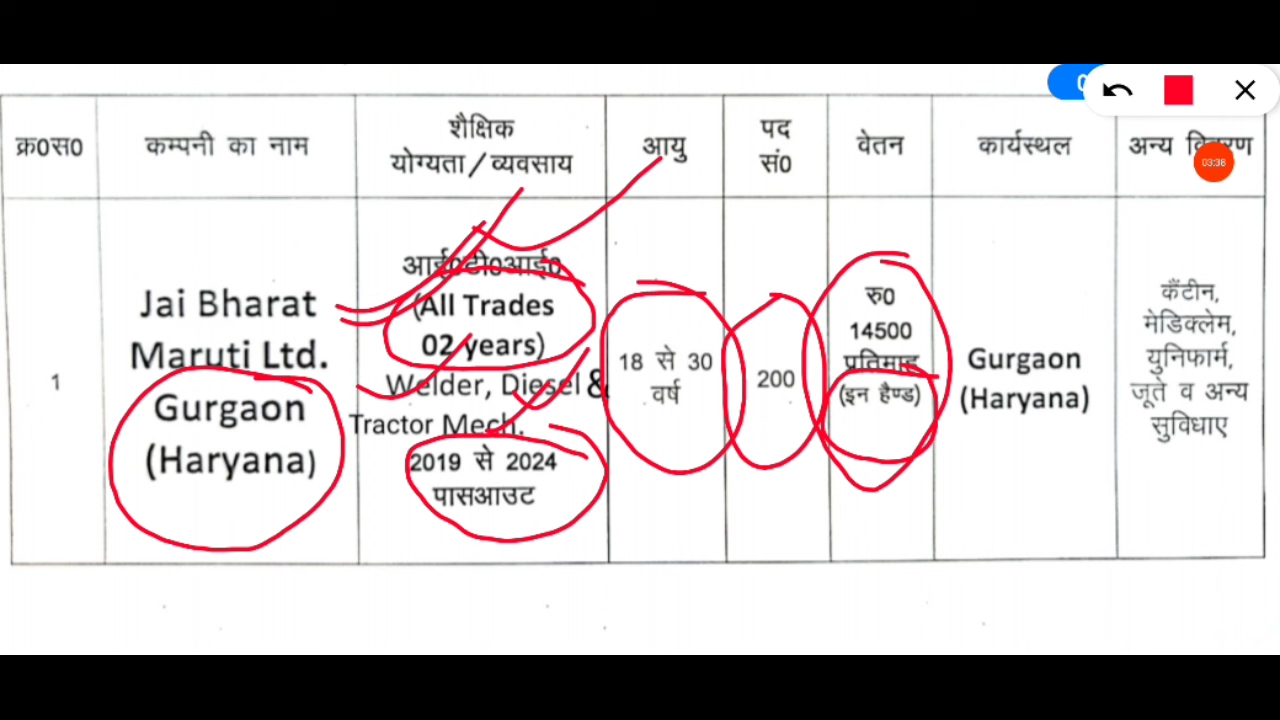 क्र0स0
कम्पनी का नाम
शैक्षिक
योग्यता/व्यवसाय
आयु
पद
सं0
वेतन
कार्यस्थल
अन्य विवरण
03:36
1
Jai Bharat
Maruti Ltd.
Gurgaon
(Haryana)
आई0टी0आई0
(All Trades
02 years)
Welder, Diesel &
Tractor Mech.
2019 से 2024
पासआउट
18 से 30
वर्ष
200
रु0
14500
प्रतिमाह
(इन हैण्ड)
Gurgaon
(Haryana)
कैंटीन,
मेडिक्लेम,
युनिफार्म,
जूते व अन्य
सुविधाए